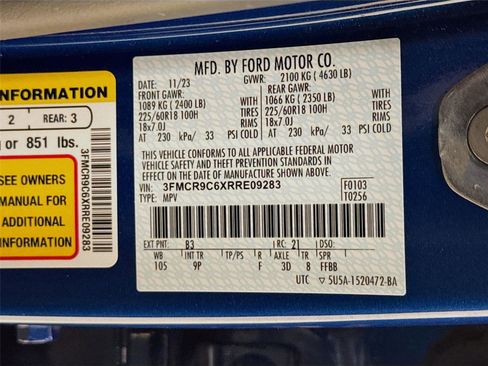 INFORMATION
2 REAR: 3
or 851 lbs.
SEE OWNERS
MANUAL FOR
ADDITIONAL
INFORMATION
3FMCR9C6XRRE09283
MFD. BY FORD MOTOR CO.
DATE: 11/23 GVWR: 2100 KG ( 4630 LB)
FRONT GAWR: REAR GAWR:
1089 KG ( 2400 LB) WITH 1066 KG ( 2350 LB) WITH
225/60R18 100H TIRES 225/60R18 100H TIRES
18x7.0J RIMS 18x7.0J RIMS
AT 230 kPa/ 33 PSI COLD AT 230 kPa/ 33 PSI COLD
THIS VEHICLE CONFORMS TO ALL APPLICABLE FEDERAL MOTOR
VEHICLE SAFETY AND THEFT PREVENTION STANDARDS IN
EFFECT ON THE DATE OF MANUFACTURE SHOWN ABOVE.
VIN: 3FMCR9C6XRRE09283 F0103
TYPE: MPV T0256
EXT PNT: B3 RC: 21 DSO:
WB INT TR TP/PS R AXLE TR SPR
105 9P F 3D 8 FFBB
UTC ▽5U5A-1520472-BA